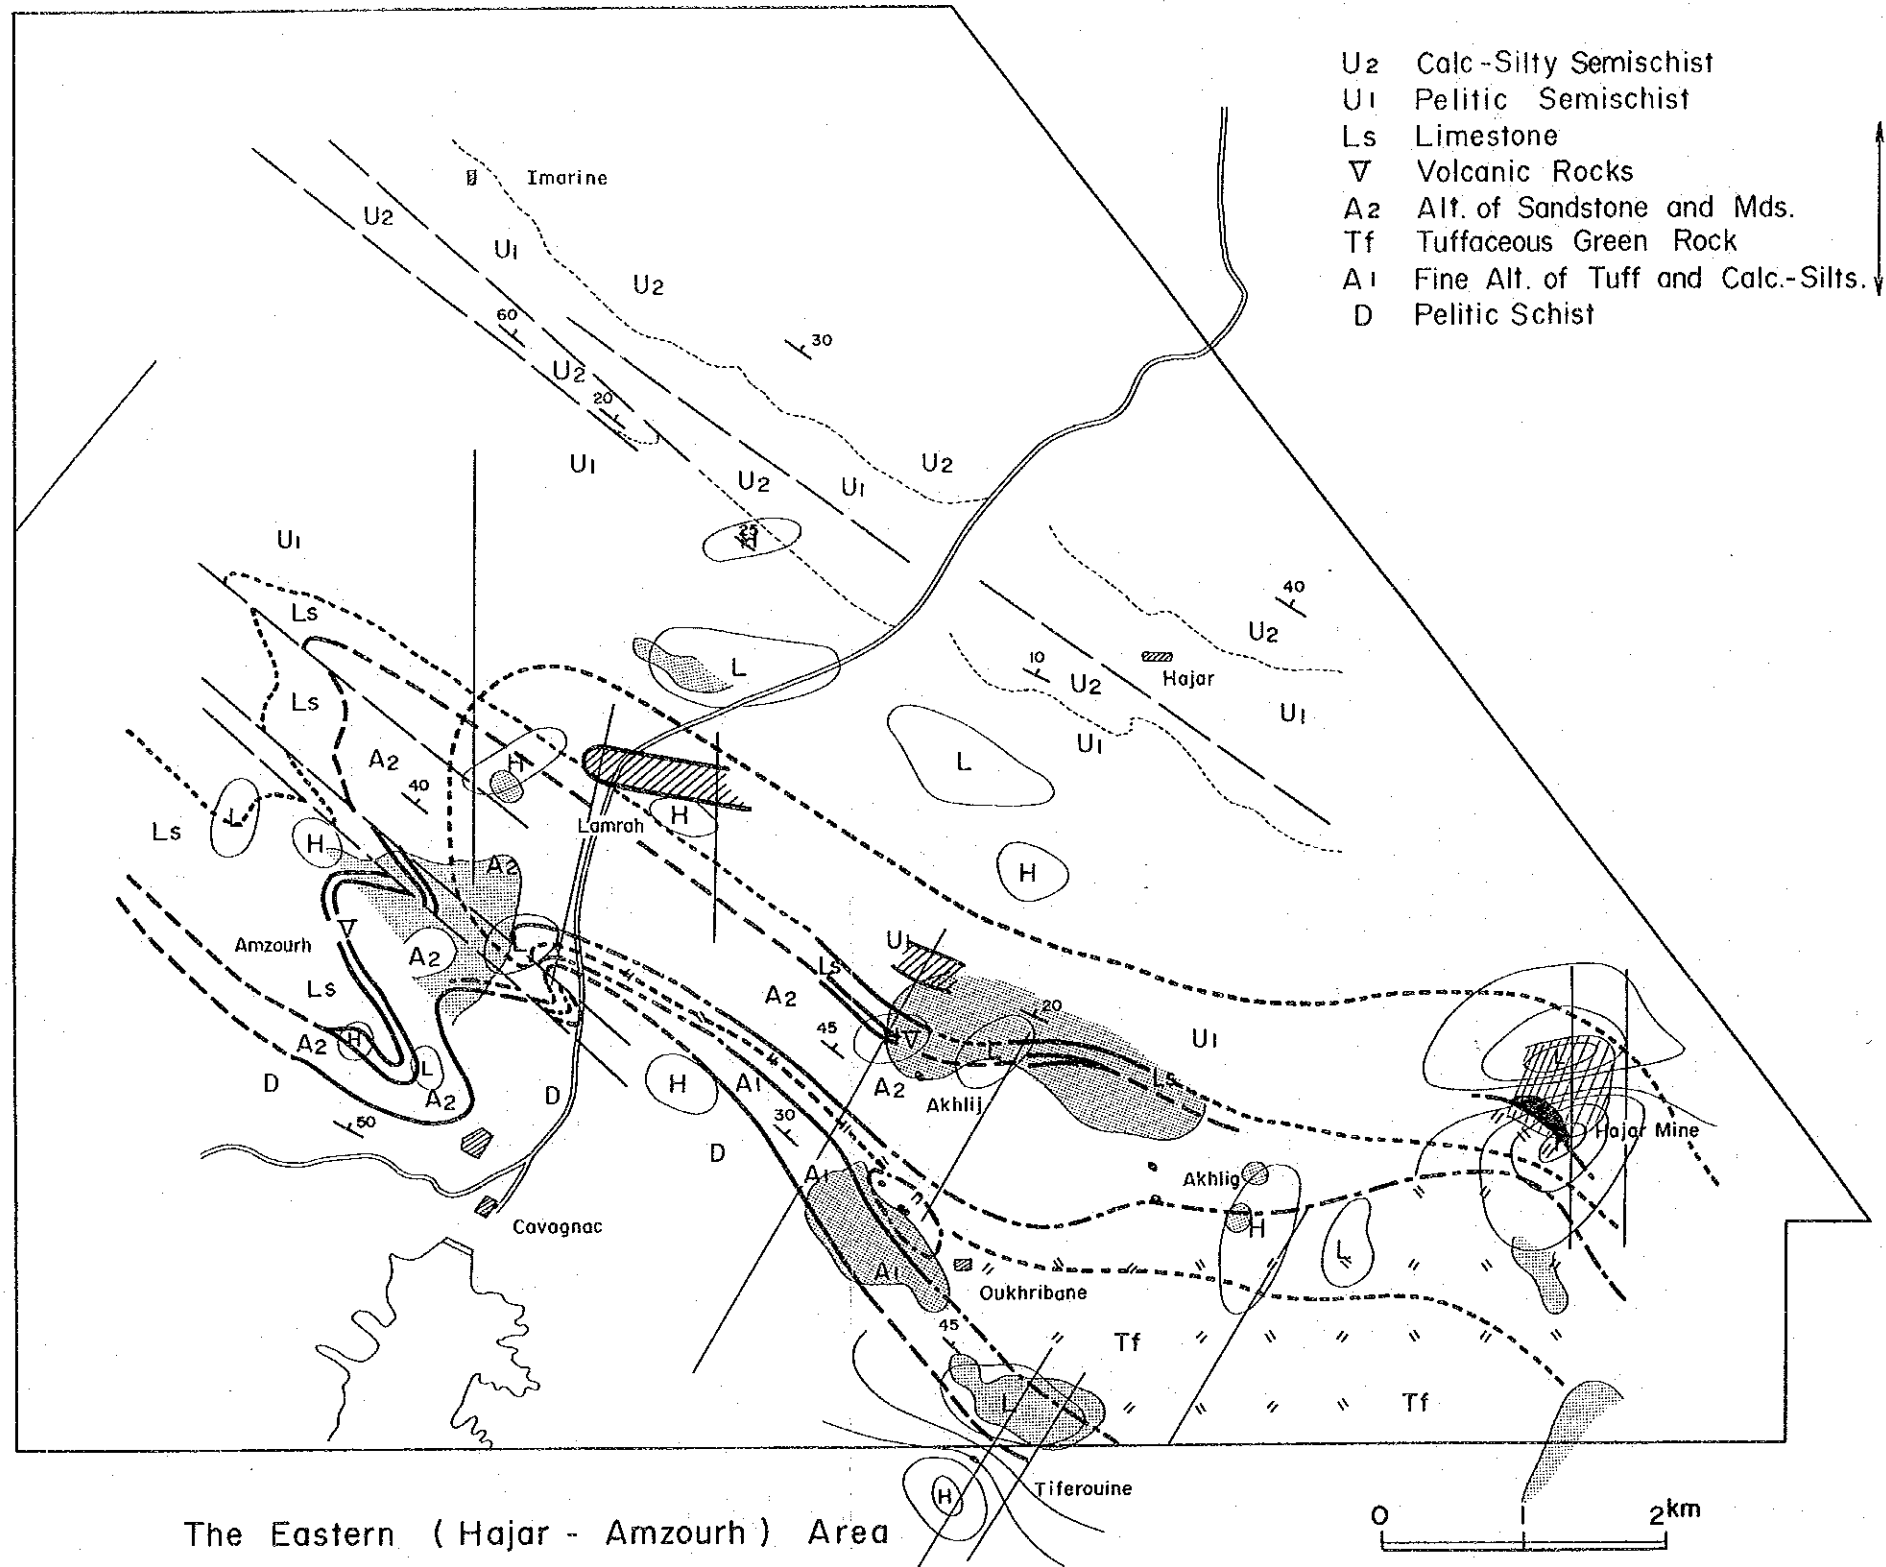 U2 Calc-Silty Semischist
U1 Pelitic Semischist
Ls Limestone
∇ Volcanic Rocks
A2 Alt. of Sandstone and Mds.
Tf Tuffaceous Green Rock
A1 Fine Alt. of Tuff and Calc.-Silts.
D Pelitic Schist
Imarine
U2
U1
U2
60
30
U2
20
U1
U2
U1
U2
25
U1
40
Ls
U2
L
10
U2
Hajar
Ls
U1
U1
A2
H
L
40
H
Lamrah
Ls
L
H
A2
H
∇
Amzourh
A2
L
U1
Ls
Ls
A2
20
45
U1
A2
H
∇
L
L
D
L
H
A1
A2
Ls
A2
D
Akhlij
50
30
Hajar Mine
D
A1
Akhlig
Cavagnac
H
L
A1
Oukhribane
45
Tf
L
Tf
H
Tiferouine
0 2km
The Eastern (Hajar - Amzourh) Area